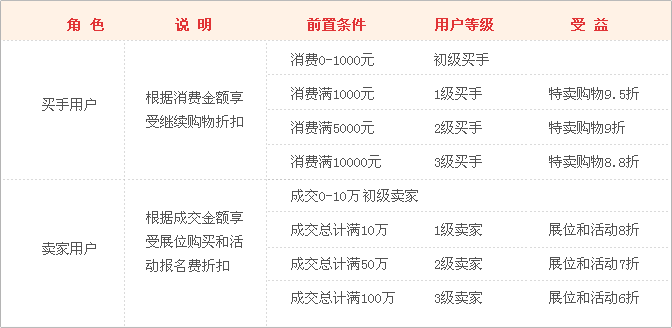 角 色 说 明 前置条件 用户等级 受 益
买手用户
根据消费金额享
受继续购物折扣
消费0-1000元 初级买手
消费满1000元 1级买手 特卖购物9.5折
消费满5000元 2级买手 特卖购物9折
消费满10000元 3级买手 特卖购物8.8折
卖家用户
根据成交金额享
受展位购买和活
动报名费折扣
成交0-10万 初级卖家
成交总计满10万 1级卖家 展位和活动8折
成交总计满50万 2级卖家 展位和活动7折
成交总计满100万 3级卖家 展位和活动6折